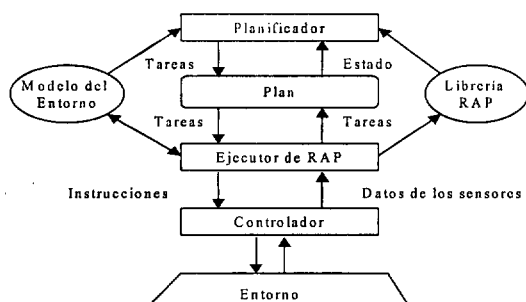 Planificador
Tareas
Estado
Modelo del
Entorno
Plan
Librería
RAP
Tareas
Tareas
Ejecutor de RAP
Instrucciones
Datos de los sensores
Controlador
Entorno